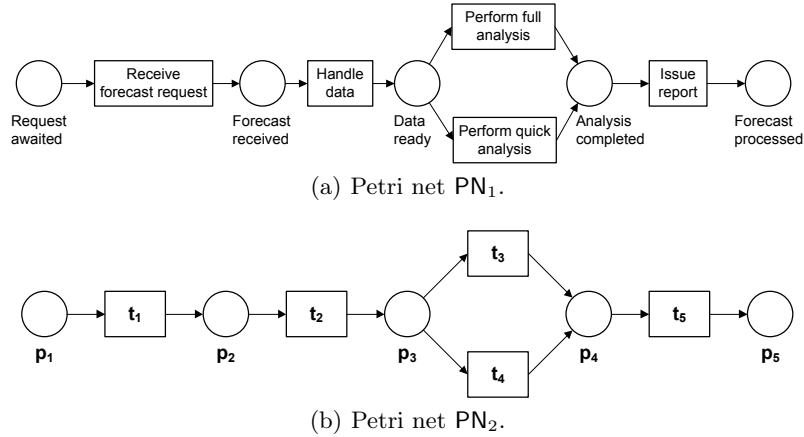 Perform full
analysis
Receive
forecast request
Handle
data
Issue
report
Request
awaited
Forecast
received
Data
ready
Perform quick
analysis
Analysis
completed
Forecast
processed
(a) Petri net PN₁.
t₃
t₁
t₂
t₅
p₁
p₂
p₃
p₄
p₅
t₄
(b) Petri net PN₂.